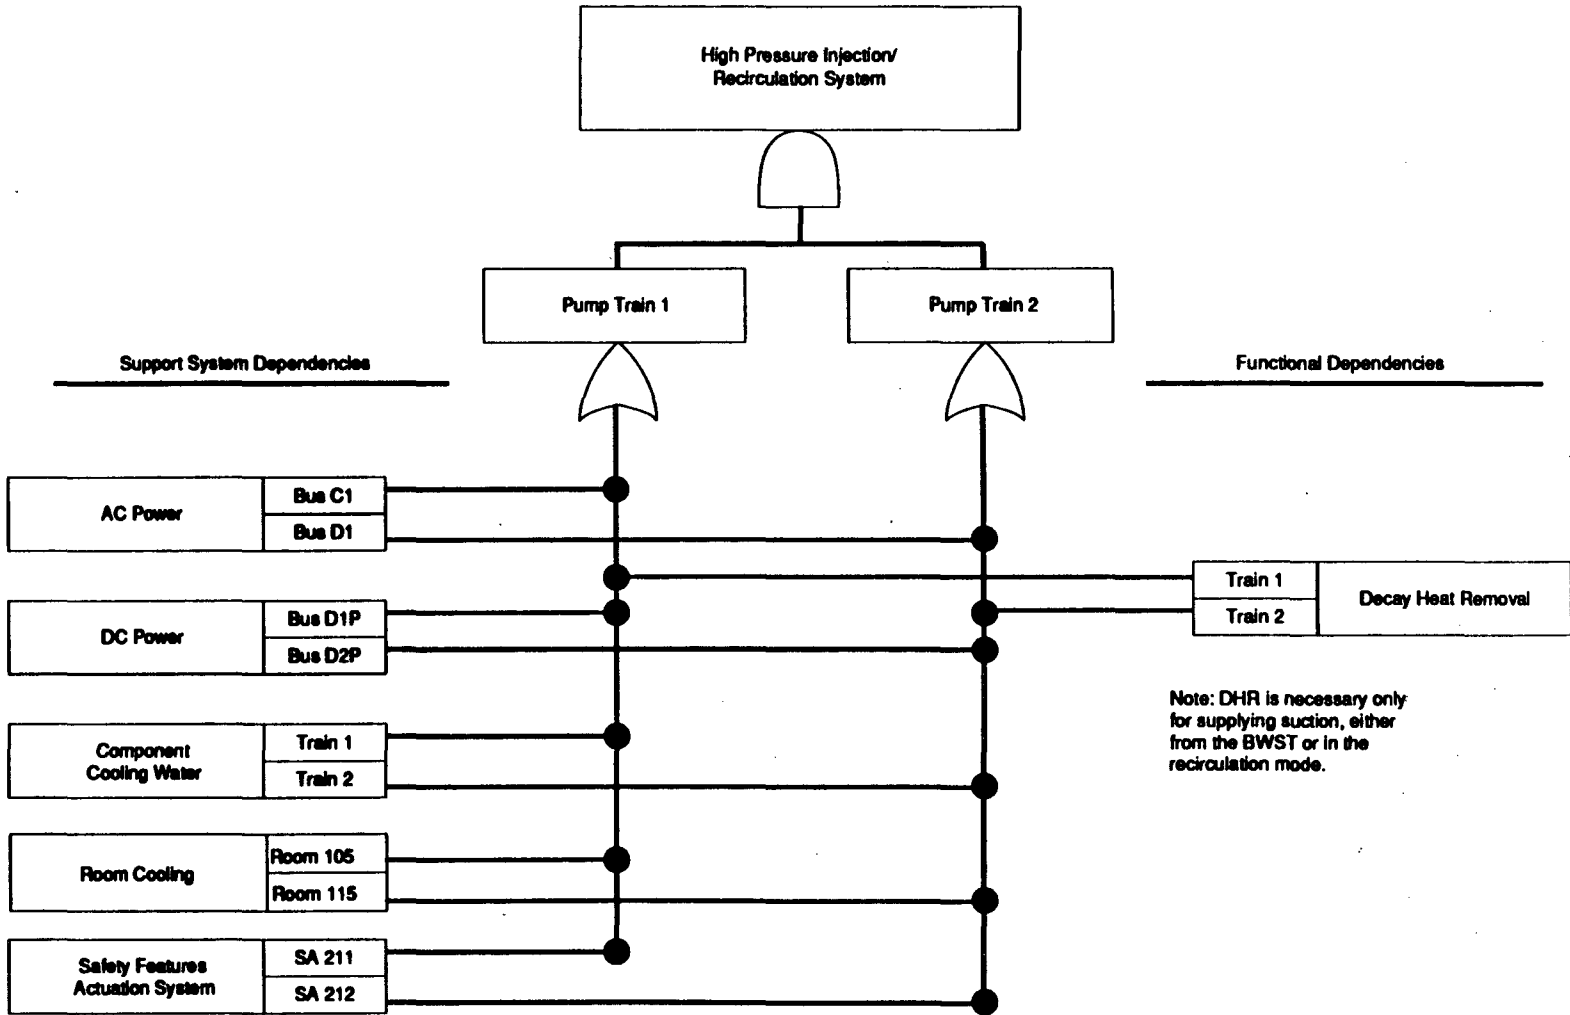 High Pressure Injection/
Recirculation System
Pump Train 1
Pump Train 2
Support System Dependencies
Functional Dependencies
AC Power
Bus C1
Bus D1
Train 1
Train 2
Decay Heat Removal
DC Power
Bus D1P
Bus D2P
Note: DHR is necessary only
for supplying suction, either
from the BWST or in the
recirculation mode.
Component
Cooling Water
Train 1
Train 2
Room Cooling
Room 105
Room 115
Safety Features
Actuation System
SA 211
SA 212